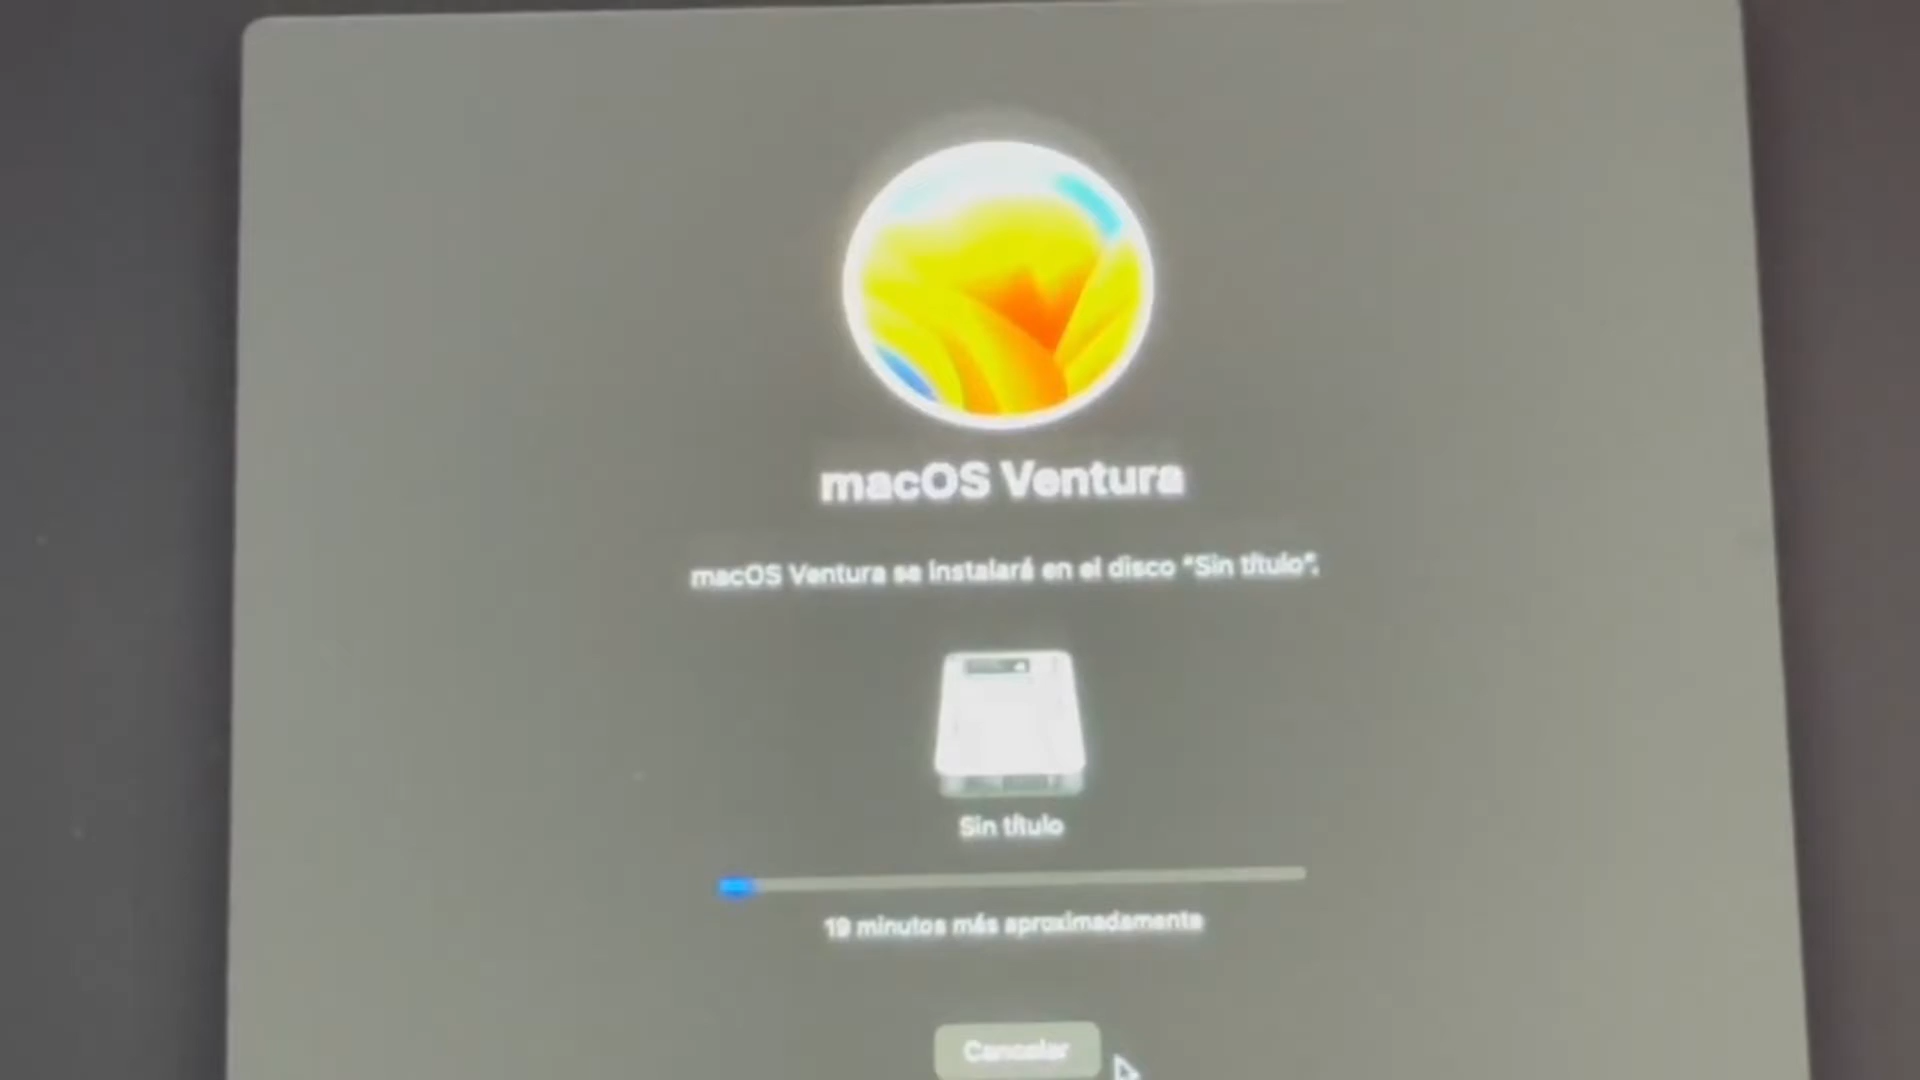 macOS Ventura
macOS Ventura se instalará en el disco "Sin título".
Sin título
19 minutos más aproximadamente
Cancelar